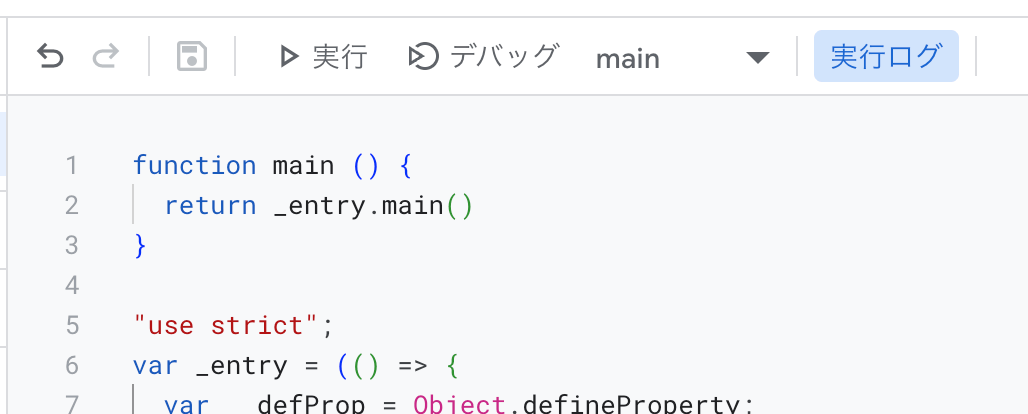 実行 デバッグ main 実行ログ
1 function main () {
2 return _entry.main()
3 }
4
5 "use strict";
6 var _entry = (() => {
7 var __defProp = Object.defineProperty;